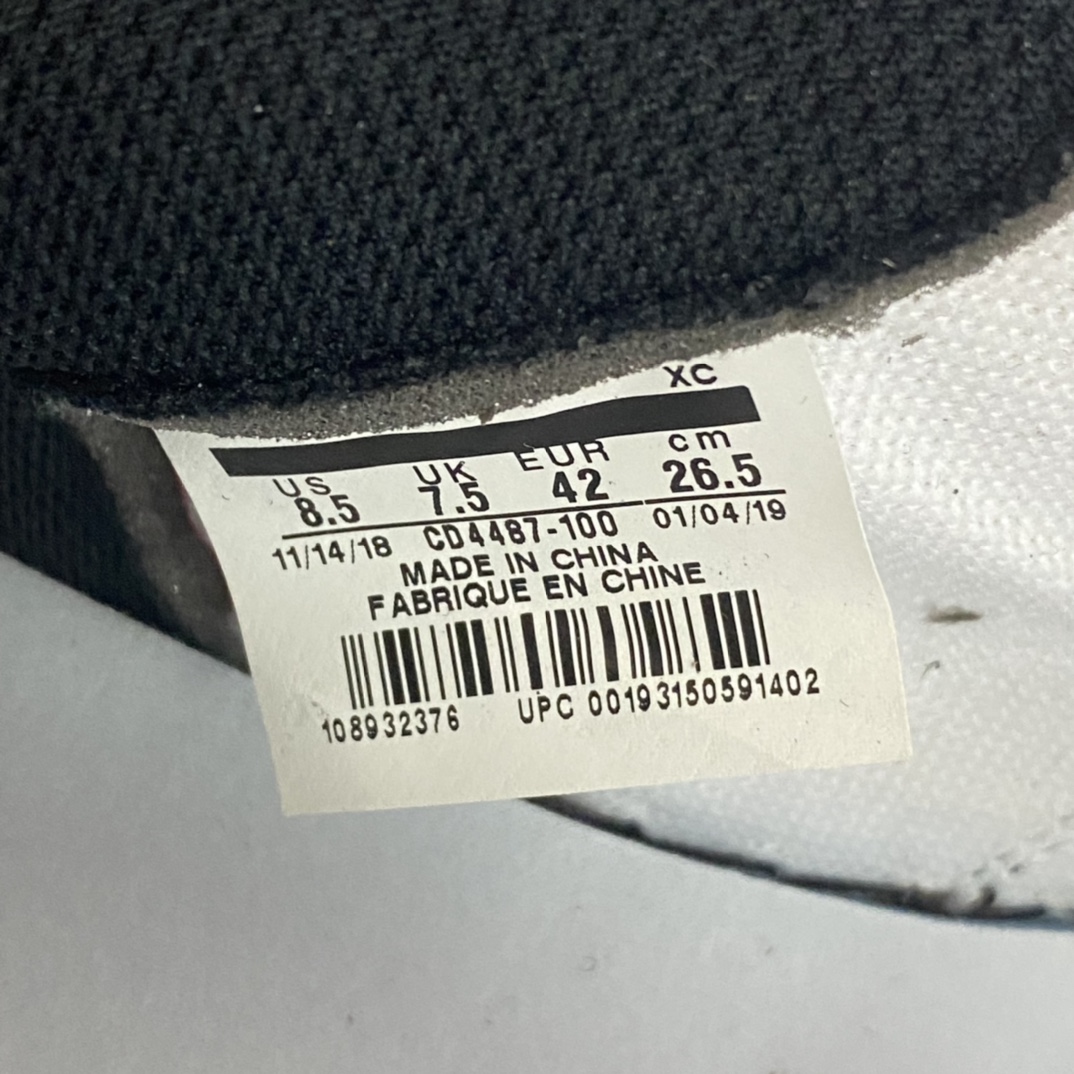 XC
US UK EUR cm
8.5 7.5 42 26.5
11/14/18 CD4487-100 01/04/19
MADE IN CHINA
FABRIQUE EN CHINE
108932376 UPC 00193150591402